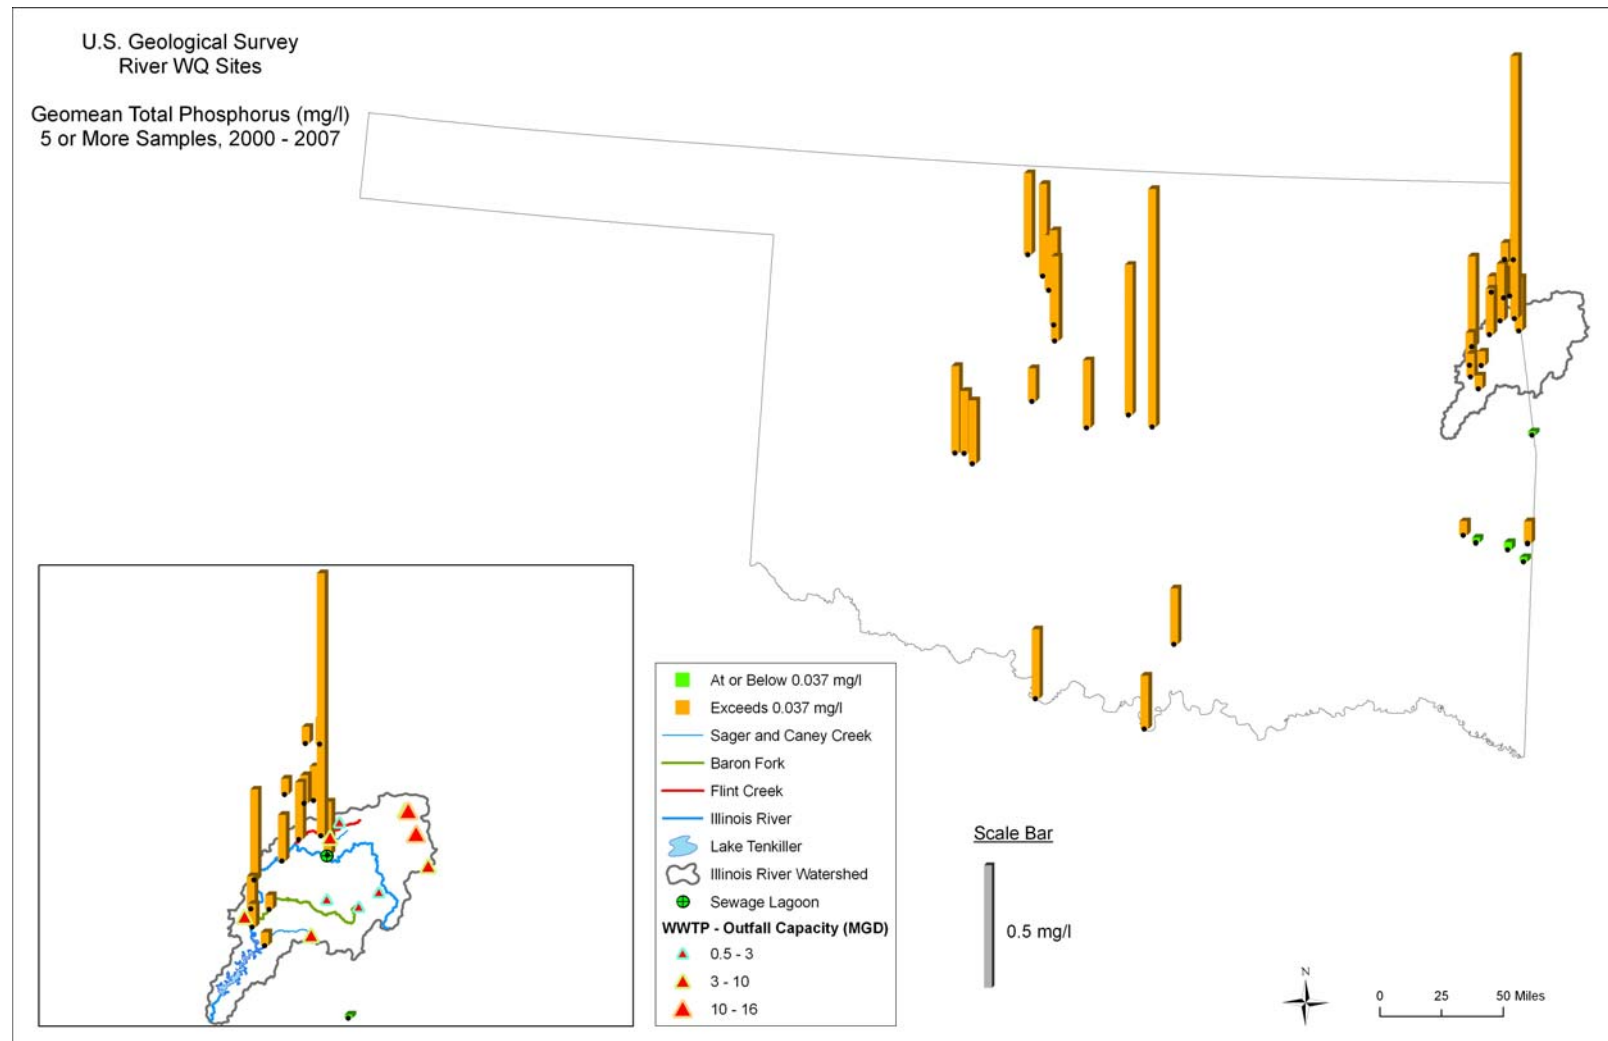 U.S. Geological Survey
River WQ Sites
Geomean Total Phosphorus (mg/l)
5 or More Samples, 2000 - 2007
At or Below 0.037 mg/l
Exceeds 0.037 mg/l
Sager and Caney Creek
Baron Fork
Flint Creek
Illinois River
Lake Tenkiller
Illinois River Watershed
Sewage Lagoon
WWTP - Outfall Capacity (MGD)
0.5 - 3
3 - 10
10 - 16
Scale Bar
0.5 mg/l
N
0 25 50 Miles